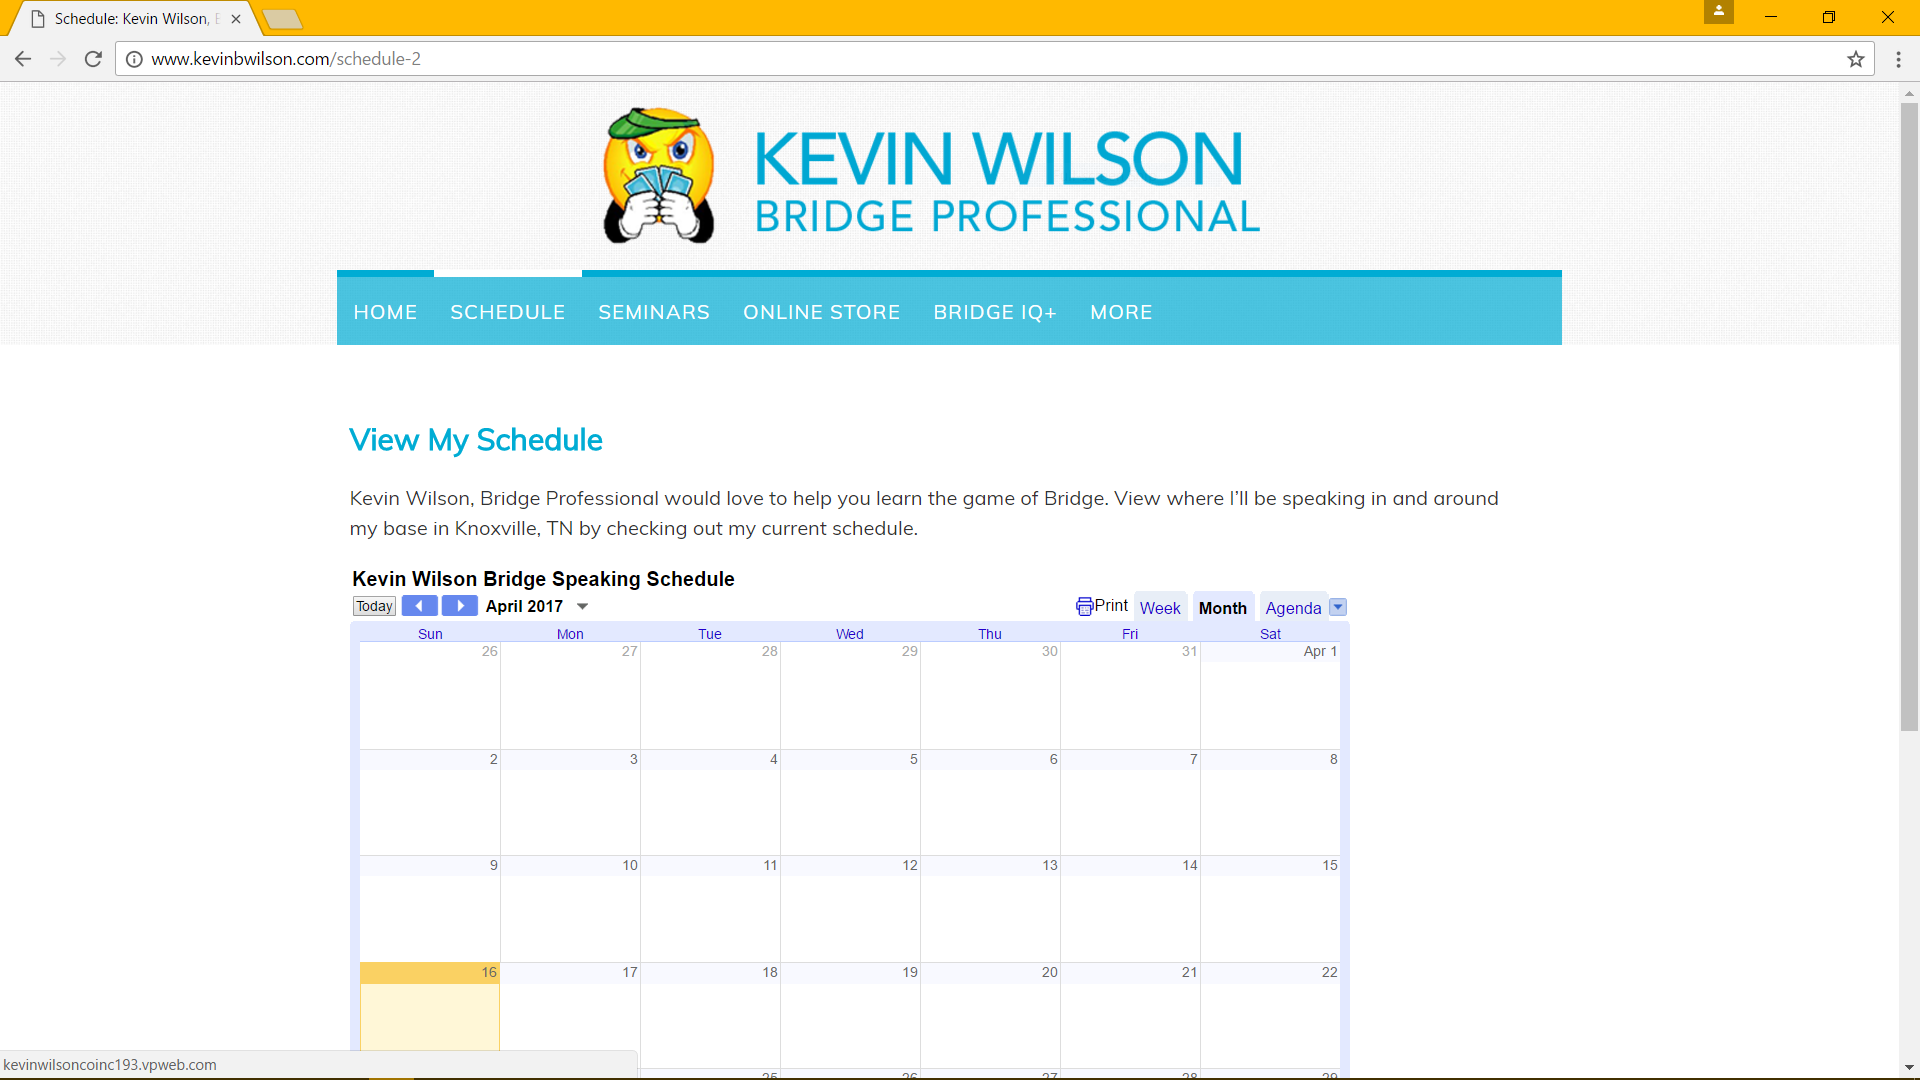 Schedule: Kevin Wilson,
www.kevinbwilson.com/schedule-2
KEVIN WILSON
BRIDGE PROFESSIONAL
HOME SCHEDULE SEMINARS ONLINE STORE BRIDGE IQ+ MORE
View My Schedule
Kevin Wilson, Bridge Professional would love to help you learn the game of Bridge. View where I'll be speaking in and around
my base in Knoxville, TN by checking out my current schedule.
Kevin Wilson Bridge Speaking Schedule
Today April 2017 Print Week Month Agenda
Sun Mon Tue Wed Thu Fri Sat
26 27 28 29 30 31 Apr 1
2 3 4 5 6 7 8
9 10 11 12 13 14 15
16 17 18 19 20 21 22
25 26 27 28 29
kevinwilsoncoinc193.vpweb.com